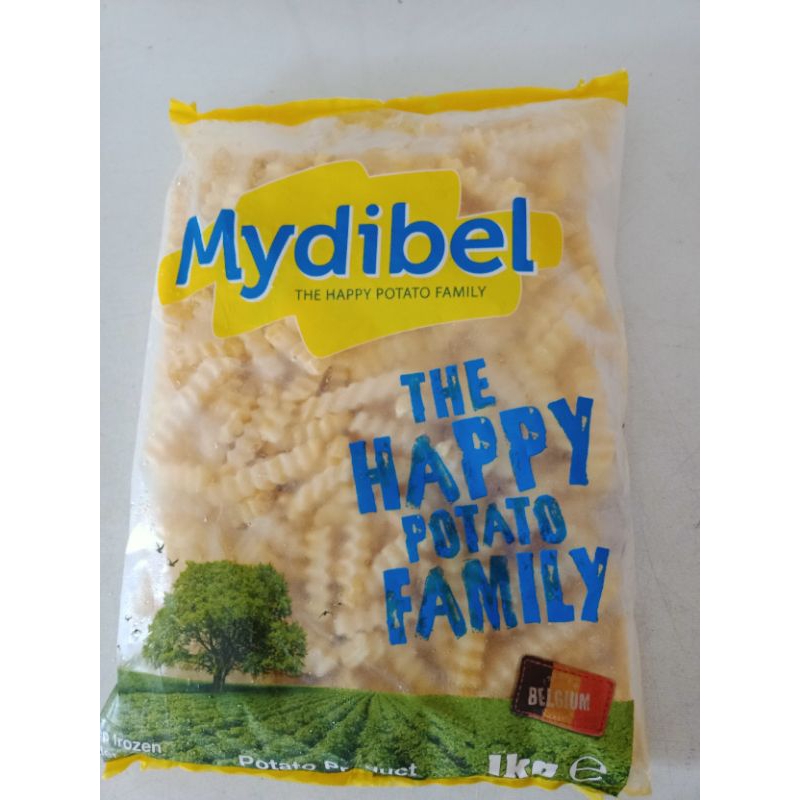 Mydibel
THE HAPPY POTATO FAMILY
THE
HAPPY
POTATO
FAMILY
BELGIUM
frozen
Potato Product
1kg e